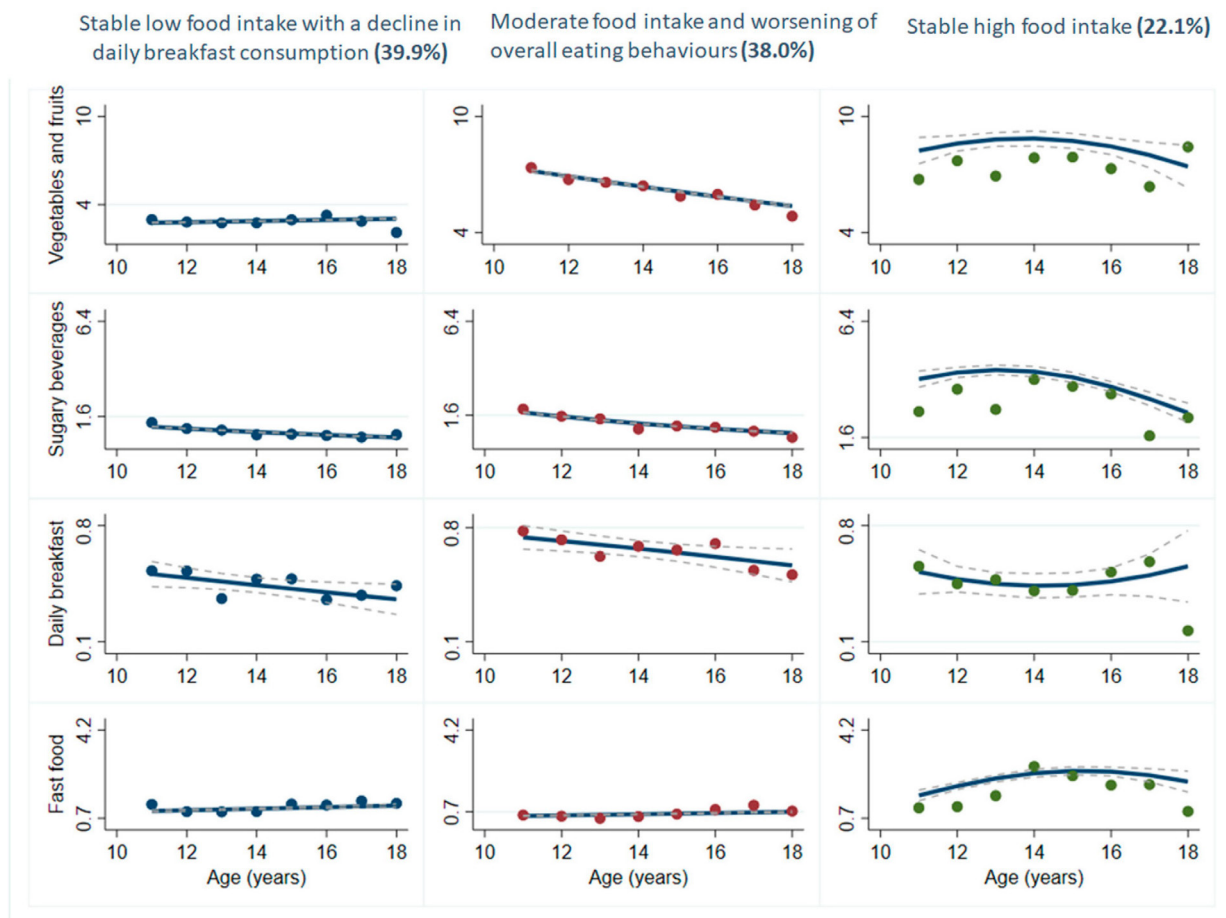 Stable low food intake with a decline in
daily breakfast consumption (39.9%)
Moderate food intake and worsening of
overall eating behaviours (38.0%)
Stable high food intake (22.1%)
Vegetables and fruits
10
4
10 12 14 16 18
10
4
10 12 14 16 18
10
4
10 12 14 16 18
Sugary beverages
6.4
1.6
10 12 14 16 18
6.4
1.6
10 12 14 16 18
6.4
1.6
10 12 14 16 18
Daily breakfast
0.8
0.1
10 12 14 16 18
0.8
0.1
10 12 14 16 18
0.8
0.1
10 12 14 16 18
Fast food
4.2
0.7
10 12 14 16 18
Age (years)
4.2
0.7
10 12 14 16 18
Age (years)
4.2
0.7
10 12 14 16 18
Age (years)